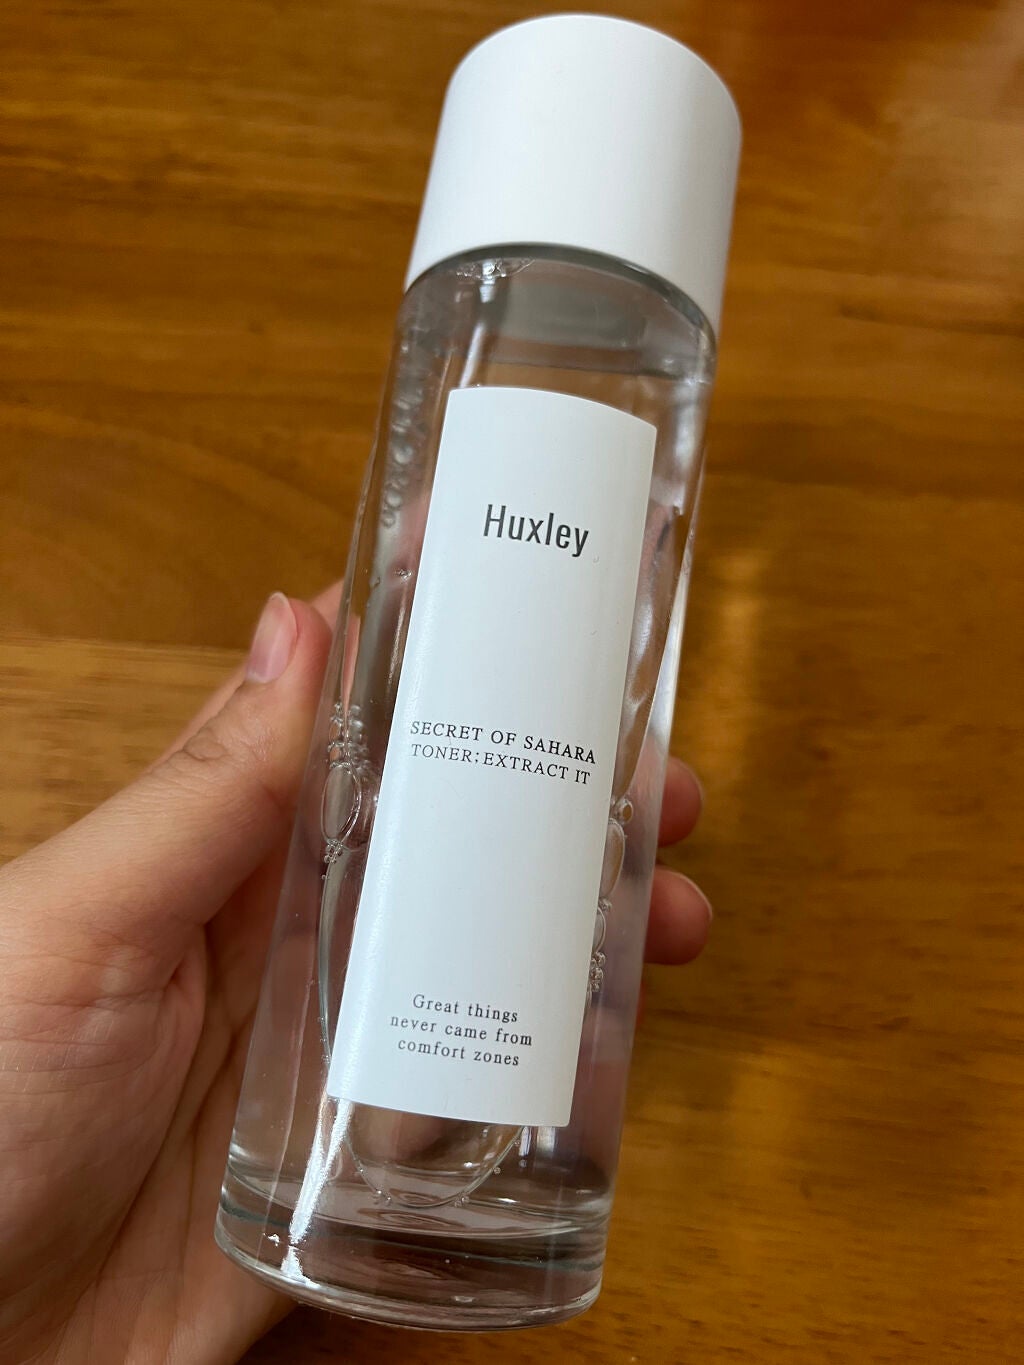 Huxley
SECRET OF SAHARA
TONER;EXTRACT IT
Great things
never came from
comfort zones